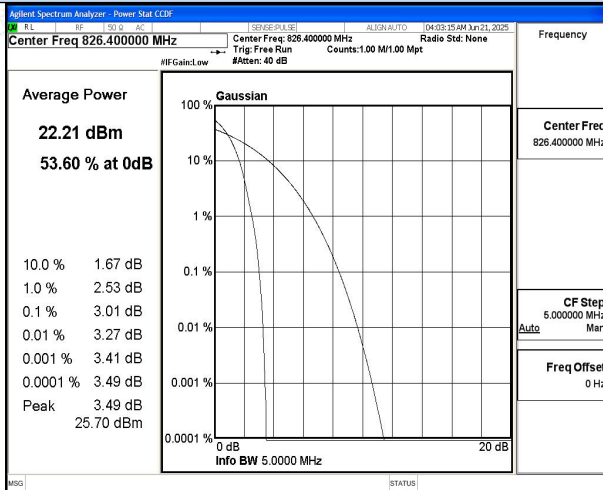 Agilent Spectrum Analyzer - Power Stat CCDF
RL RF 50 Ω AC SENSE:PULSE ALIGN AUTO 04:03:15 AM Jun 21, 2025
Center Freq 826.400000 MHz
Center Freq: 826.400000 MHz Radio Std: None
Trig: Free Run Counts:1.00 M/1.00 Mpt
#IFGain:Low #Atten: 40 dB
Frequency
Average Power
22.21 dBm
53.60 % at 0dB
10.0 % 1.67 dB
1.0 % 2.53 dB
0.1 % 3.01 dB
0.01 % 3.27 dB
0.001 % 3.41 dB
0.0001 % 3.49 dB
Peak 3.49 dB
25.70 dBm
Gaussian
100 %
10 %
1 %
0.1 %
0.01 %
0.001 %
0.0001 %
0 dB 20 dB
Info BW 5.0000 MHz
Center Freq
826.400000 MHz
CF Step
5.000000 MHz
Auto Man
Freq Offset
0 Hz
MSG STATUS